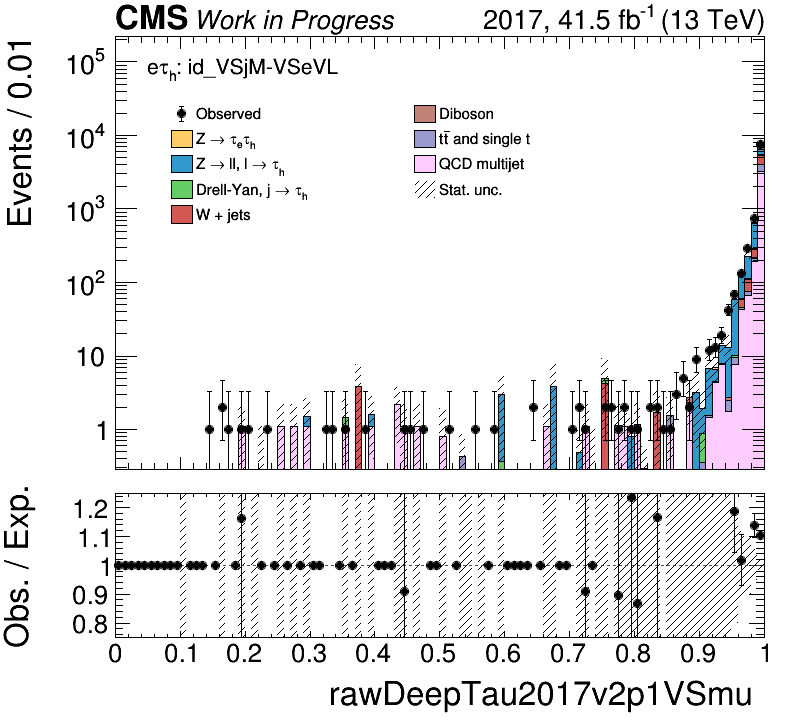 CMS Work in Progress 2017, 41.5 fb⁻¹ (13 TeV)
Events / 0.01
10⁵
10⁴
10³
10²
10
1
eτₕ: id_VSjM-VSeVL
Observed
Z → τₑτₕ
Z → ll, l → τₕ
Drell-Yan, j → τₕ
W + jets
Diboson
tt̄ and single t
QCD multijet
Stat. unc.
Obs. / Exp.
1.2
1.1
1
0.9
0.8
0 0.1 0.2 0.3 0.4 0.5 0.6 0.7 0.8 0.9 1
rawDeepTau2017v2p1VSmu